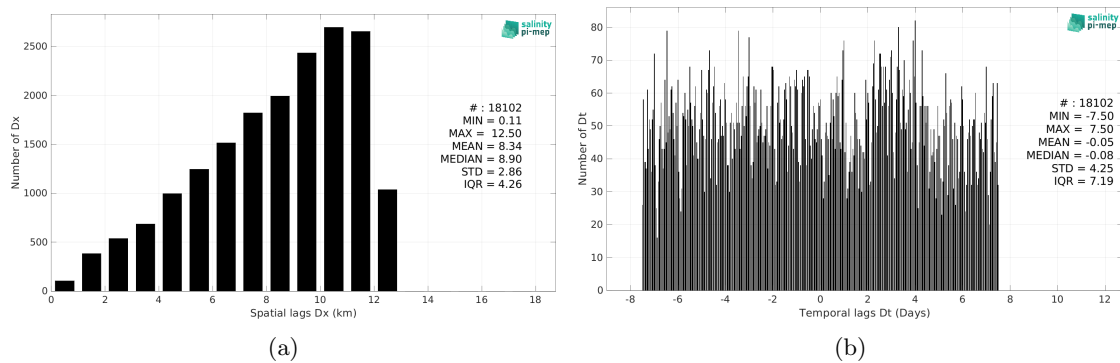 salinity
pi-mep
2500
2000
1500
1000
500
0
Number of Dx
# : 18102
MIN = 0.11
MAX = 12.50
MEAN = 8.34
MEDIAN = 8.90
STD = 2.86
IQR = 4.26
0 2 4 6 8 10 12 14 16 18
Spatial lags Dx (km)
(a)
salinity
pi-mep
80
70
60
50
40
30
20
10
0
Number of Dt
# : 18102
MIN = -7.50
MAX = 7.50
MEAN = -0.05
MEDIAN = -0.08
STD = 4.25
IQR = 7.19
-8 -6 -4 -2 0 2 4 6 8 10 12
Temporal lags Dt (Days)
(b)